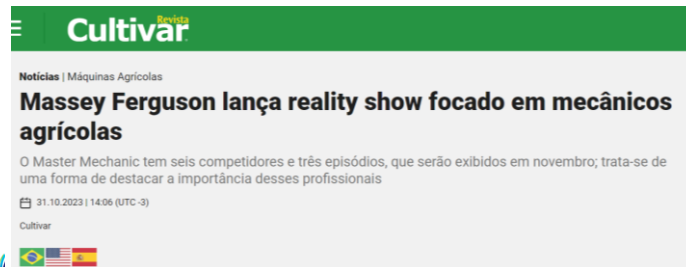 Revista
Cultivar
Notícias | Máquinas Agrícolas
Massey Ferguson lança reality show focado em mecânicos
agrícolas
O Master Mechanic tem seis competidores e três episódios, que serão exibidos em novembro; trata-se de
uma forma de destacar a importância desses profissionais
31.10.2023 | 14:06 (UTC -3)
Cultivar